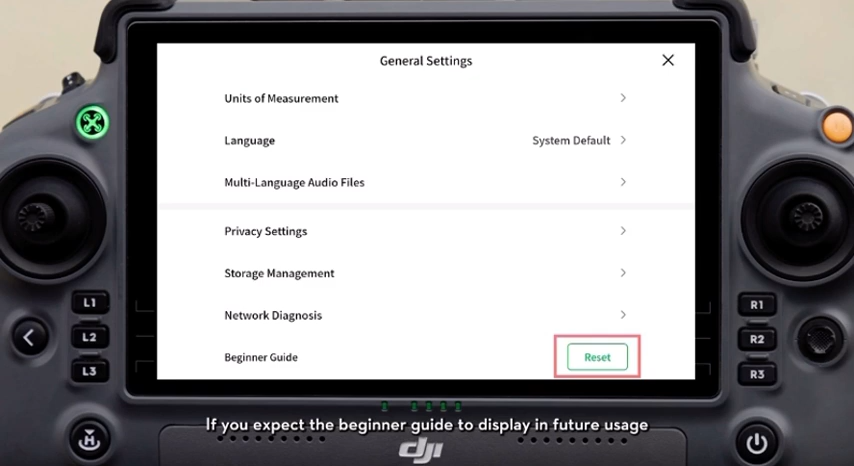 General Settings
Units of Measurement
Language System Default
Multi-Language Audio Files
Privacy Settings
Storage Management
Network Diagnosis
Beginner Guide Reset
L1
L2
L3
R1
R2
R3
H
If you expect the beginner guide to display in future usage
dji